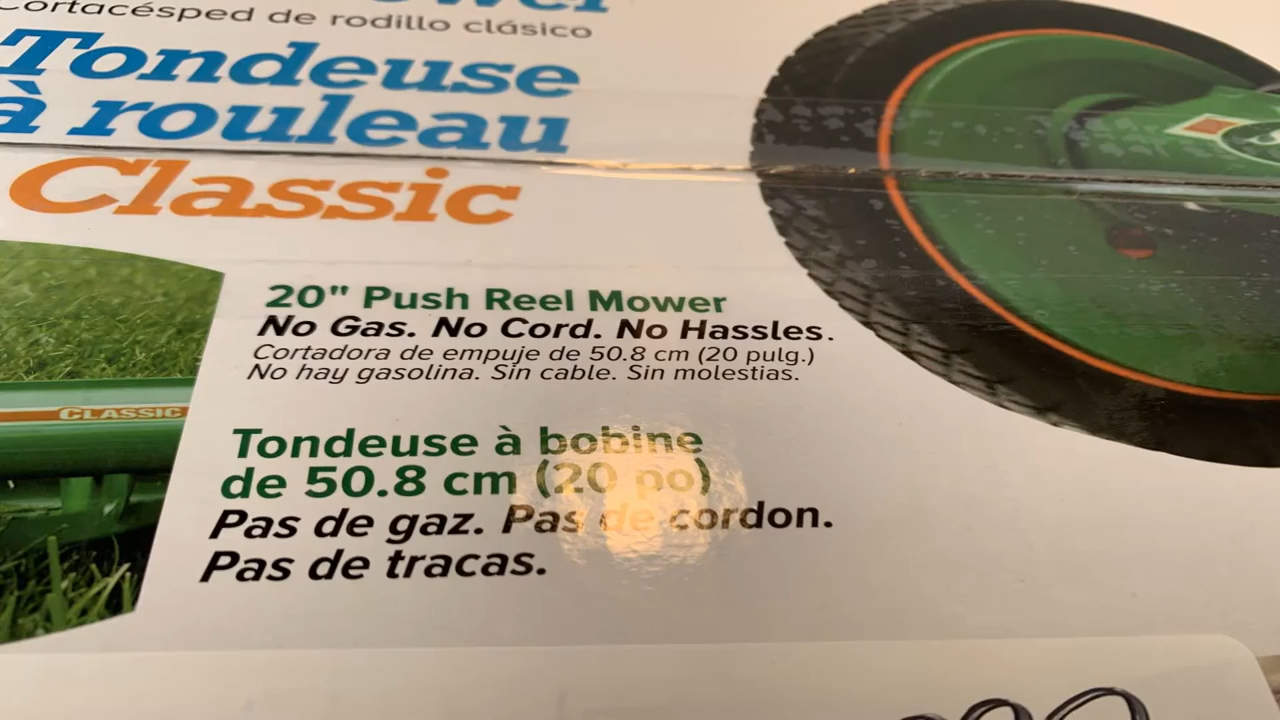 Cortacésped de rodillo clásico
Tondeuse
à rouleau
Classic
20" Push Reel Mower
No Gas. No Cord. No Hassles.
Cortadora de empuje de 50.8 cm (20 pulg.)
No hay gasolina. Sin cable. Sin molestias.
CLASSIC
Tondeuse à bobine
de 50.8 cm (20 po)
Pas de gaz. Pas de cordon.
Pas de tracas.